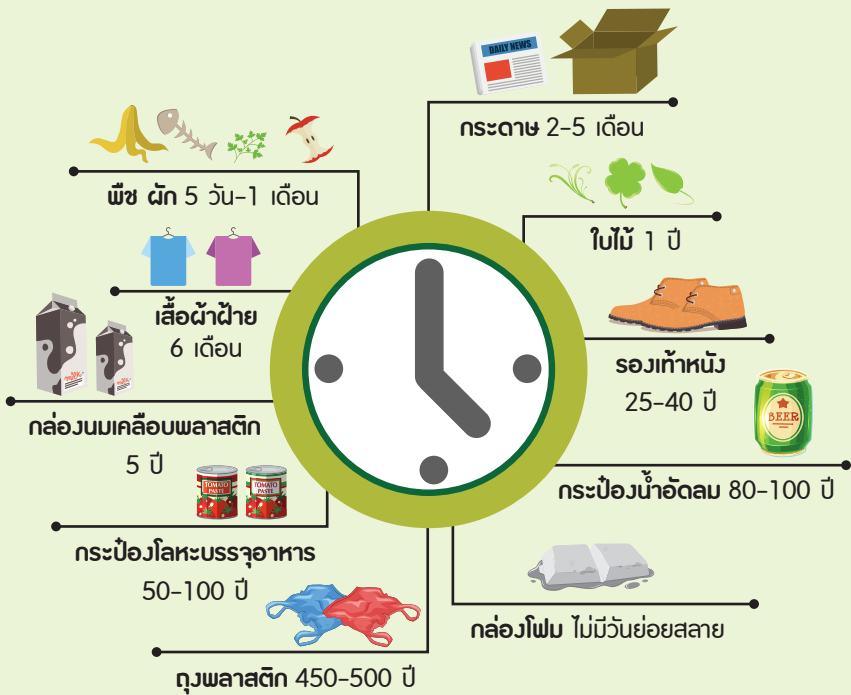 DAILY NEWS
กระดาษ 2-5 เดือน
พืช ผัก 5 วัน-1 เดือน
ใบไม้ 1 ปี
เสื้อผ้าฝ้าย
6 เดือน
รองเท้าหนัง
25-40 ปี
BEER
กล่องนมเคลือบพลาสติก
5 ปี
TOMATO
PASTE
TOMATO
PASTE
กระป๋องน้ำอัดลม 80-100 ปี
กระป๋องโลหะบรรจุอาหาร
50-100 ปี
กล่องโฟม ไม่มีวันย่อยสลาย
ถุงพลาสติก 450-500 ปี